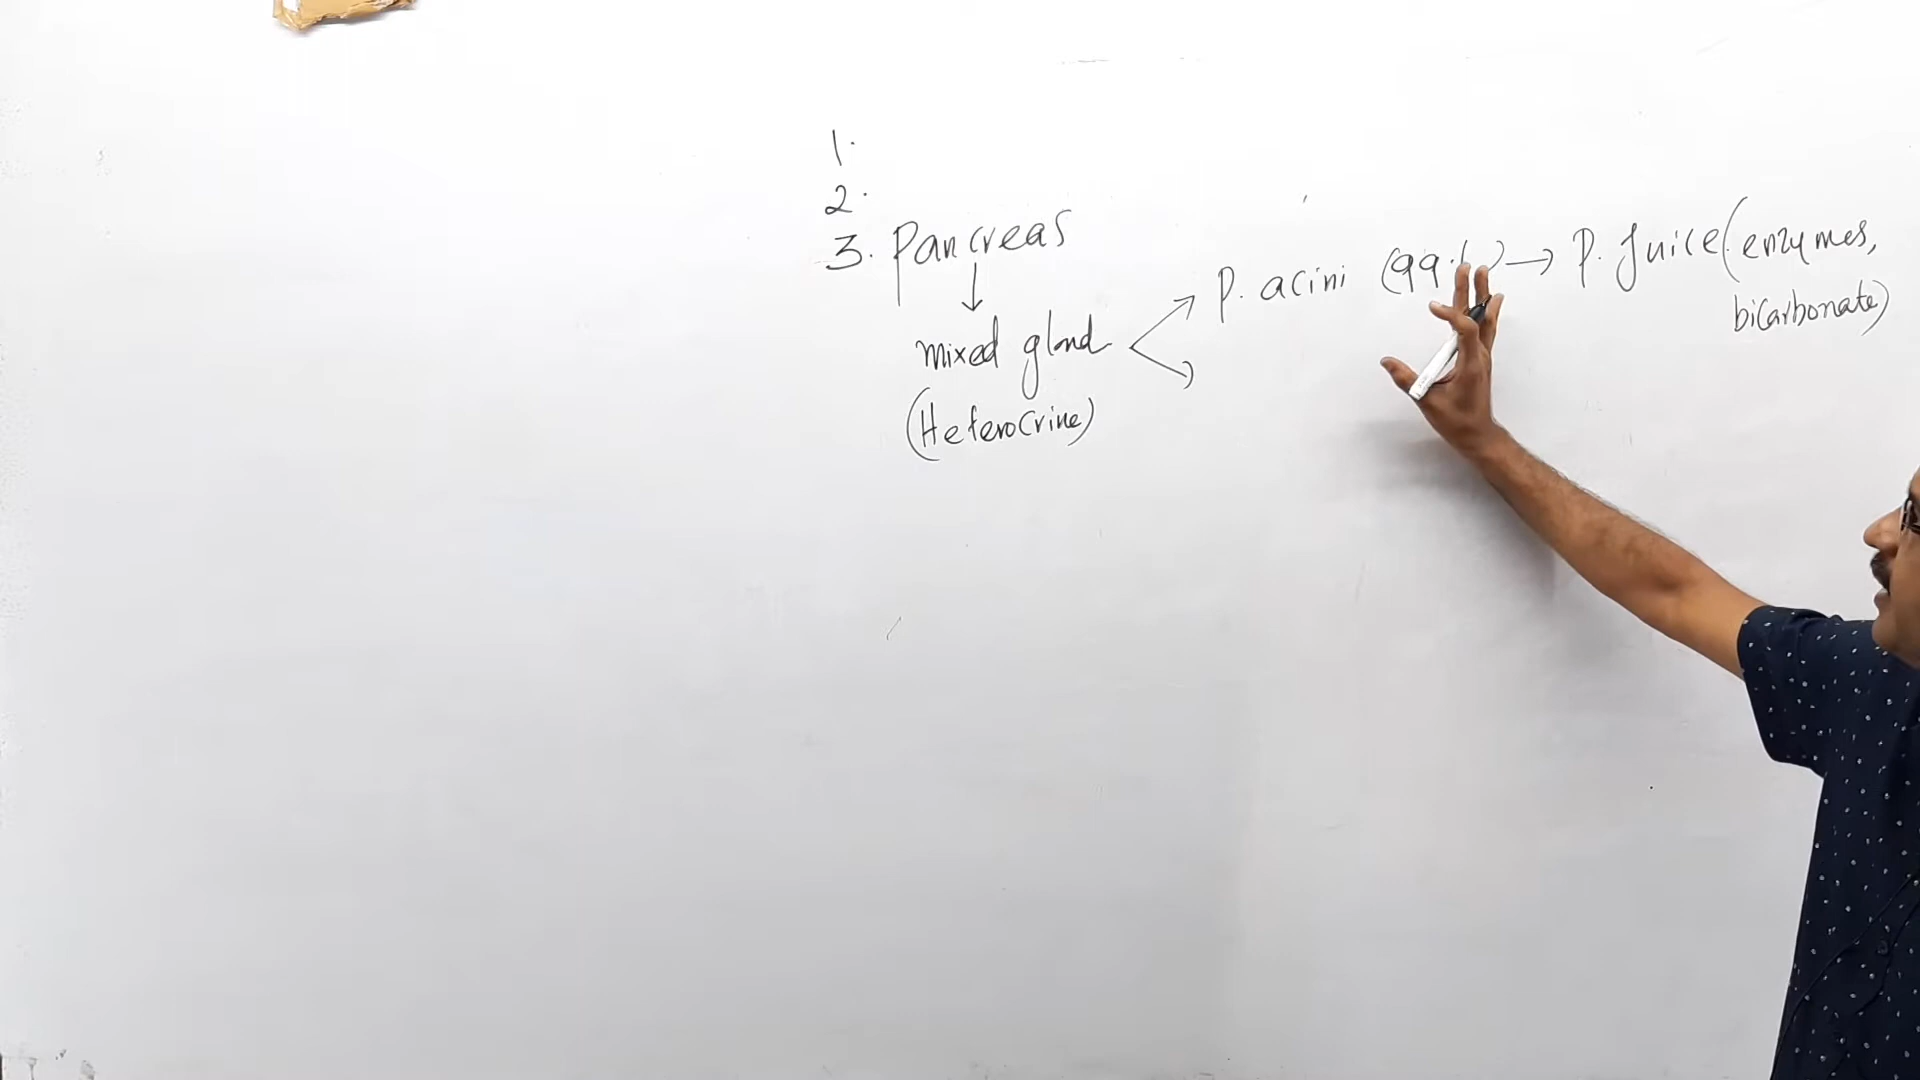 1.
2.
3. Pancreas → P. acini (99%) → P. Juice (enzymes,
bicarbonate)
mixed gland
(Heterocrine)